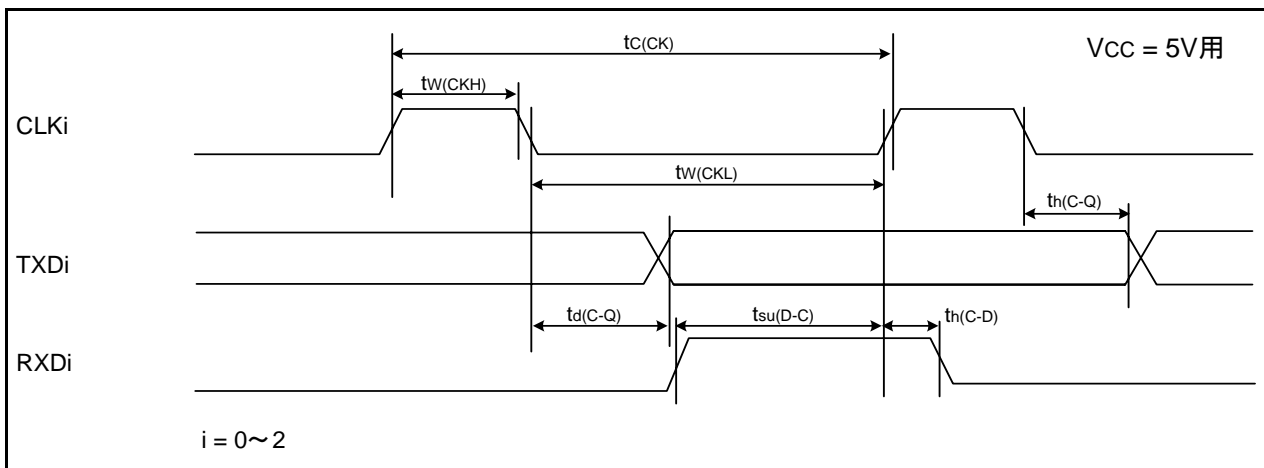 tC(CK)
VCC = 5V用
tW(CKH)
CLKi
tW(CKL)
th(C-Q)
TXDi
td(C-Q)
tsu(D-C)
th(C-D)
RXDi
i = 0～2